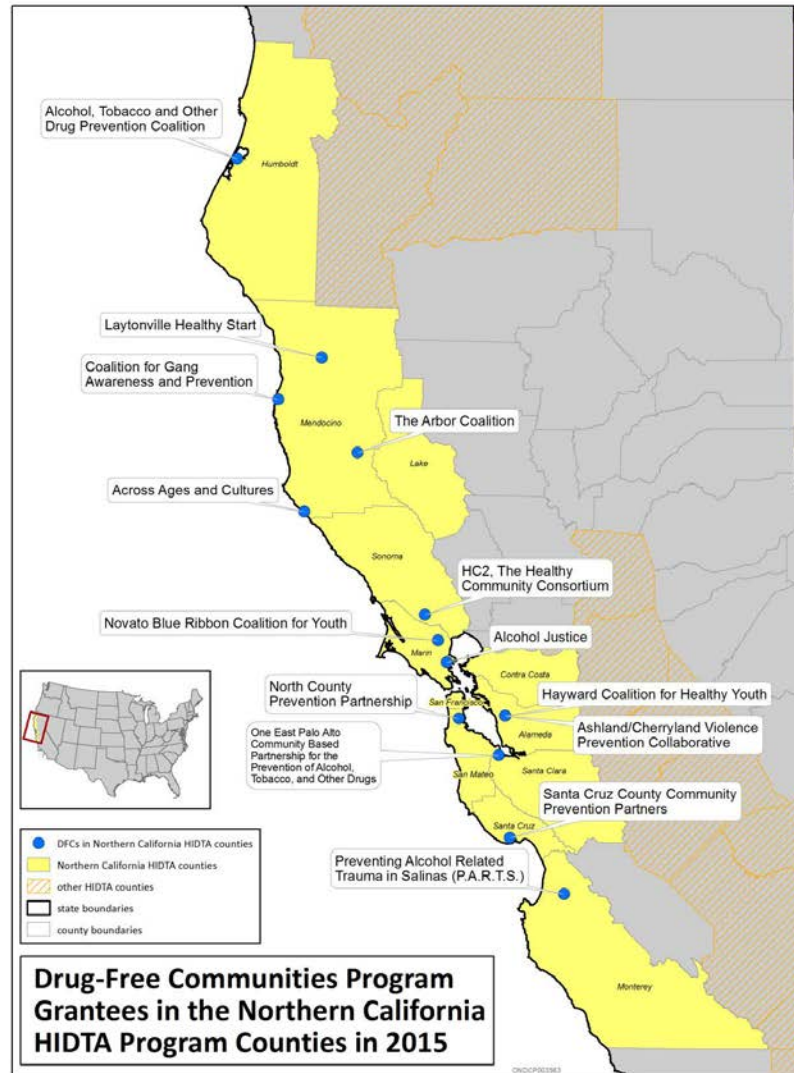 Alcohol, Tobacco and Other
Drug Prevention Coalition
Humboldt
Laytonville Healthy Start
Coalition for Gang
Awareness and Prevention
Mendocino
The Arbor Coalition
Lake
Across Ages and Cultures
Sonoma
HC2, The Healthy
Community Consortium
Novato Blue Ribbon Coalition for Youth
Marin
Alcohol Justice
Contra Costa
North County
Prevention Partnership
San Francisco
Hayward Coalition for Healthy Youth
Alameda
Ashland/Cherryland Violence
Prevention Collaborative
One East Palo Alto
Community Based
Partnership for the
Prevention of Alcohol,
Tobacco, and Other Drugs
San Mateo
Santa Clara
Santa Cruz County Community
Prevention Partners
Santa Cruz
Preventing Alcohol Related
Trauma in Salinas (P.A.R.T.S.)
Monterey
DFCs in Northern California HIDTA counties
Northern California HIDTA counties
other HIDTA counties
state boundaries
county boundaries
Drug-Free Communities Program
Grantees in the Northern California
HIDTA Program Counties in 2015